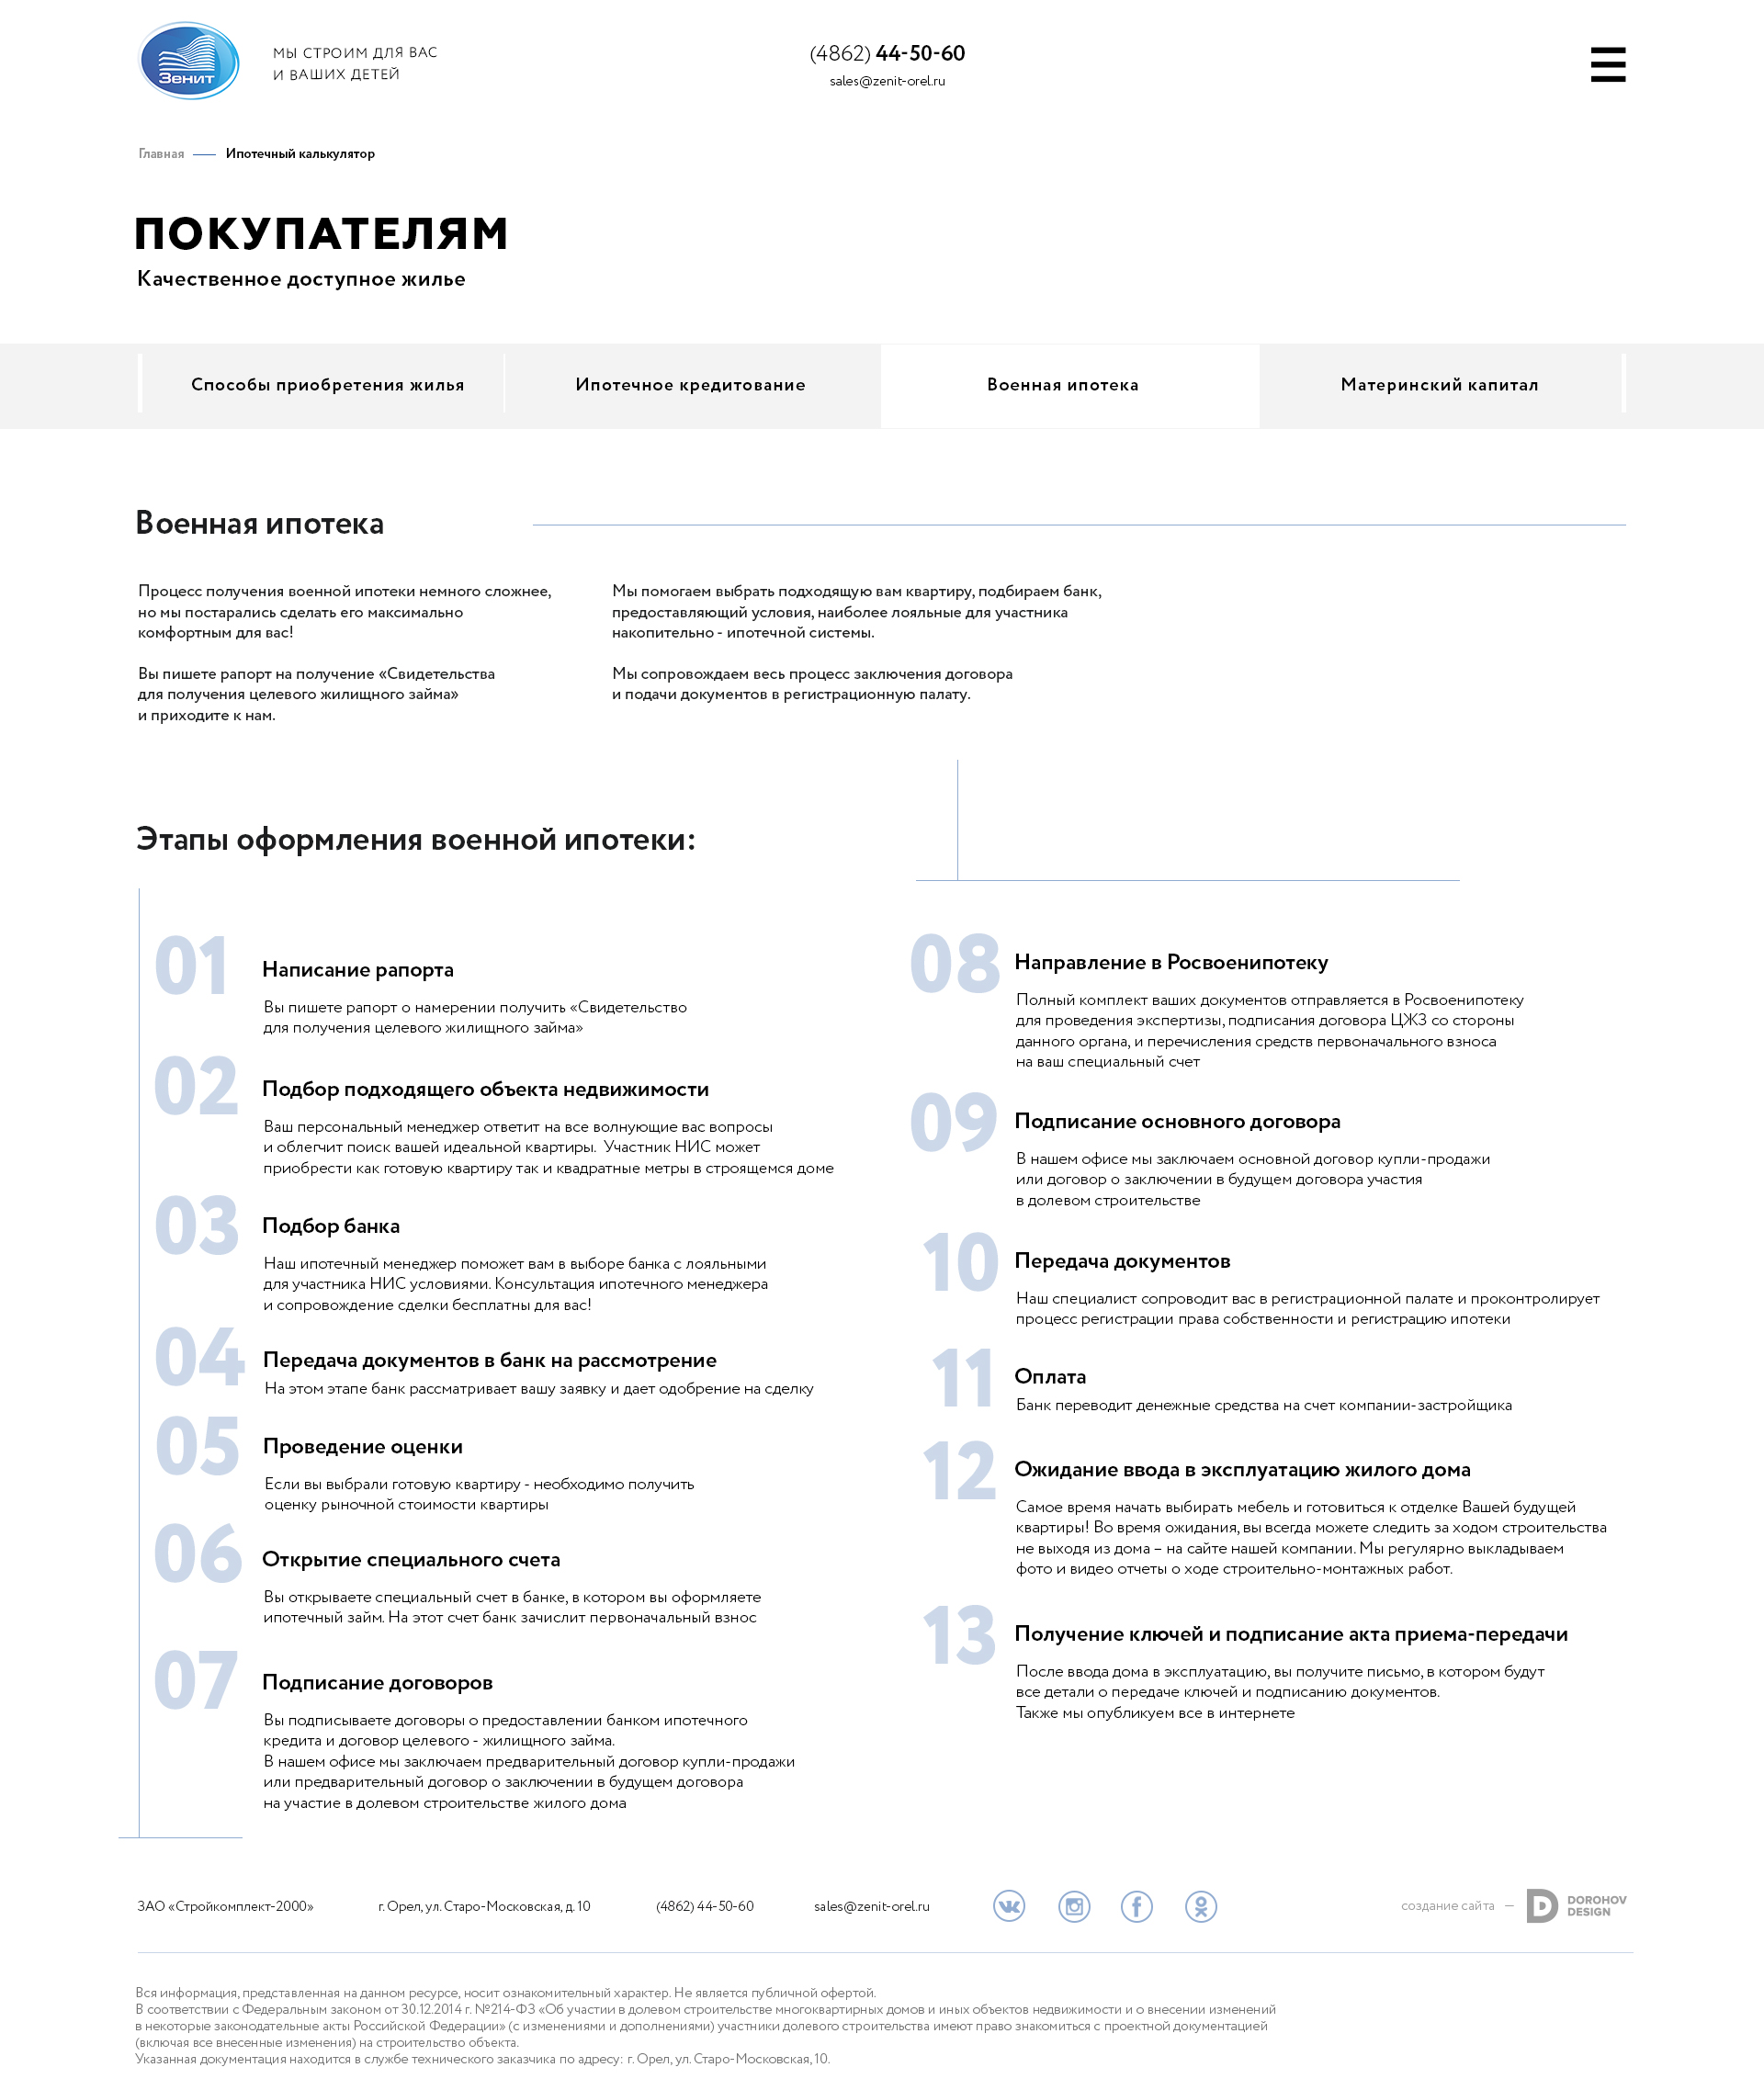 Зенит
МЫ СТРОИМ ДЛЯ ВАС
И ВАШИХ ДЕТЕЙ
(4862) 44-50-60
sales@zenit-orel.ru
Главная — Ипотечный калькулятор
ПОКУПАТЕЛЯМ
Качественное доступное жилье
Способы приобретения жилья
Ипотечное кредитование
Военная ипотека
Материнский капитал
Военная ипотека
Процесс получения военной ипотеки немного сложнее,
но мы постарались сделать его максимально
комфортным для вас!
Вы пишете рапорт на получение «Свидетельства
для получения целевого жилищного займа»
и приходите к нам.
Мы помогаем выбрать подходящую вам квартиру, подбираем банк,
предоставляющий условия, наиболее лояльные для участника
накопительно - ипотечной системы.
Мы сопровождаем весь процесс заключения договора
и подачи документов в регистрационную палату.
Этапы оформления военной ипотеки:
01
Написание рапорта
Вы пишете рапорт о намерении получить «Свидетельство
для получения целевого жилищного займа»
02
Подбор подходящего объекта недвижимости
Ваш персональный менеджер ответит на все волнующие вас вопросы
и облегчит поиск вашей идеальной квартиры. Участник НИС может
приобрести как готовую квартиру так и квадратные метры в строящемся доме
03
Подбор банка
Наш ипотечный менеджер поможет вам в выборе банка с лояльными
для участника НИС условиями. Консультация ипотечного менеджера
и сопровождение сделки бесплатны для вас!
04
Передача документов в банк на рассмотрение
На этом этапе банк рассматривает вашу заявку и дает одобрение на сделку
05
Проведение оценки
Если вы выбрали готовую квартиру - необходимо получить
оценку рыночной стоимости квартиры
06
Открытие специального счета
Вы открываете специальный счет в банке, в котором вы оформляете
ипотечный займ. На этот счет банк зачислит первоначальный взнос
07
Подписание договоров
Вы подписываете договоры о предоставлении банком ипотечного
кредита и договор целевого - жилищного займа.
В нашем офисе мы заключаем предварительный договор купли-продажи
или предварительный договор о заключении в будущем договора
на участие в долевом строительстве жилого дома
08
Направление в Росвоенипотеку
Полный комплект ваших документов отправляется в Росвоенипотеку
для проведения экспертизы, подписания договора ЦЖЗ со стороны
данного органа, и перечисления средств первоначального взноса
на ваш специальный счет
09
Подписание основного договора
В нашем офисе мы заключаем основной договор купли-продажи
или договор о заключении в будущем договора участия
в долевом строительстве
10
Передача документов
Наш специалист сопроводит вас в регистрационной палате и проконтролирует
процесс регистрации права собственности и регистрацию ипотеки
11
Оплата
Банк переводит денежные средства на счет компании-застройщика
12
Ожидание ввода в эксплуатацию жилого дома
Самое время начать выбирать мебель и готовиться к отделке Вашей будущей
квартиры! Во время ожидания, вы всегда можете следить за ходом строительства
не выходя из дома – на сайте нашей компании. Мы регулярно выкладываем
фото и видео отчеты о ходе строительно-монтажных работ.
13
Получение ключей и подписание акта приема-передачи
После ввода дома в эксплуатацию, вы получите письмо, в котором будут
все детали о передаче ключей и подписанию документов.
Также мы опубликуем все в интернете
ЗАО «Стройкомплект-2000»
г. Орел, ул. Старо-Московская, д. 10
(4862) 44-50-60
sales@zenit-orel.ru
создание сайта —
DOROHOV
DESIGN
Вся информация, представленная на данном ресурсе, носит ознакомительный характер. Не является публичной офертой.
В соответствии с Федеральным законом от 30.12.2014 г. №214-ФЗ «Об участии в долевом строительстве многоквартирных домов и иных объектов недвижимости и о внесении изменений
в некоторые законодательные акты Российской Федерации» (с изменениями и дополнениями) участники долевого строительства имеют право знакомиться с проектной документацией
(включая все внесенные изменения) на строительство объекта.
Указанная документация находится в службе технического заказчика по адресу: г. Орел, ул. Старо-Московская, 10.